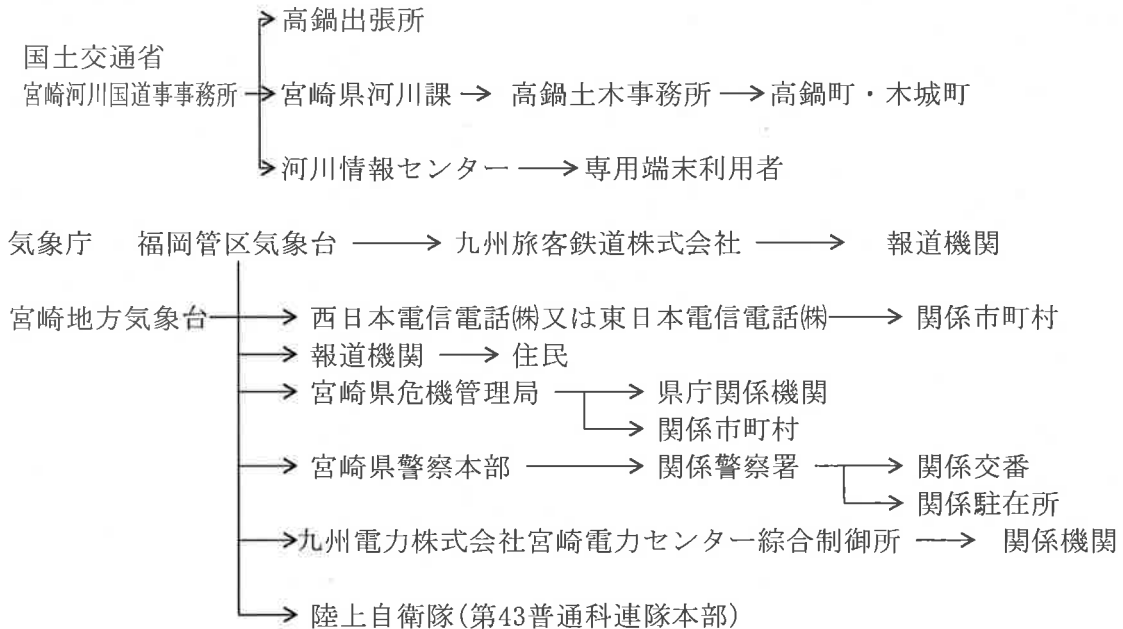 高鍋出張所
国土交通省
宮崎河川国道事事務所 → 宮崎県河川課 → 高鍋土木事務所 → 高鍋町・木城町
河川情報センター → 専用端末利用者
気象庁 福岡管区気象台 → 九州旅客鉄道株式会社 → 報道機関
宮崎地方気象台 → 西日本電信電話㈱又は東日本電信電話㈱ → 関係市町村
報道機関 → 住民
宮崎県危機管理局 → 県庁関係機関
関係市町村
宮崎県警察本部 → 関係警察署 → 関係交番
関係駐在所
九州電力株式会社宮崎電力センター綜合制御所 → 関係機関
陸上自衛隊(第43普通科連隊本部)